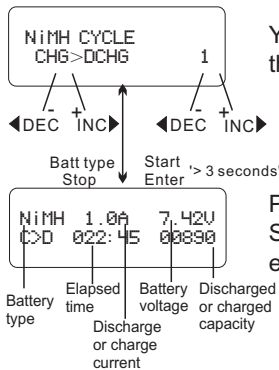 NiMH CYCLE
CHG>DCHG 1
Y
th
- + - +
◀DEC INC▶ ◀DEC INC▶
Batt type Stop
Start Enter '> 3 seconds'
NiMH 1.0A 7.42V
C>D 022:45 00890
P
S
e
Battery type
Elapsed time
Discharge or charge current
Battery voltage
Discharged or charged capacity